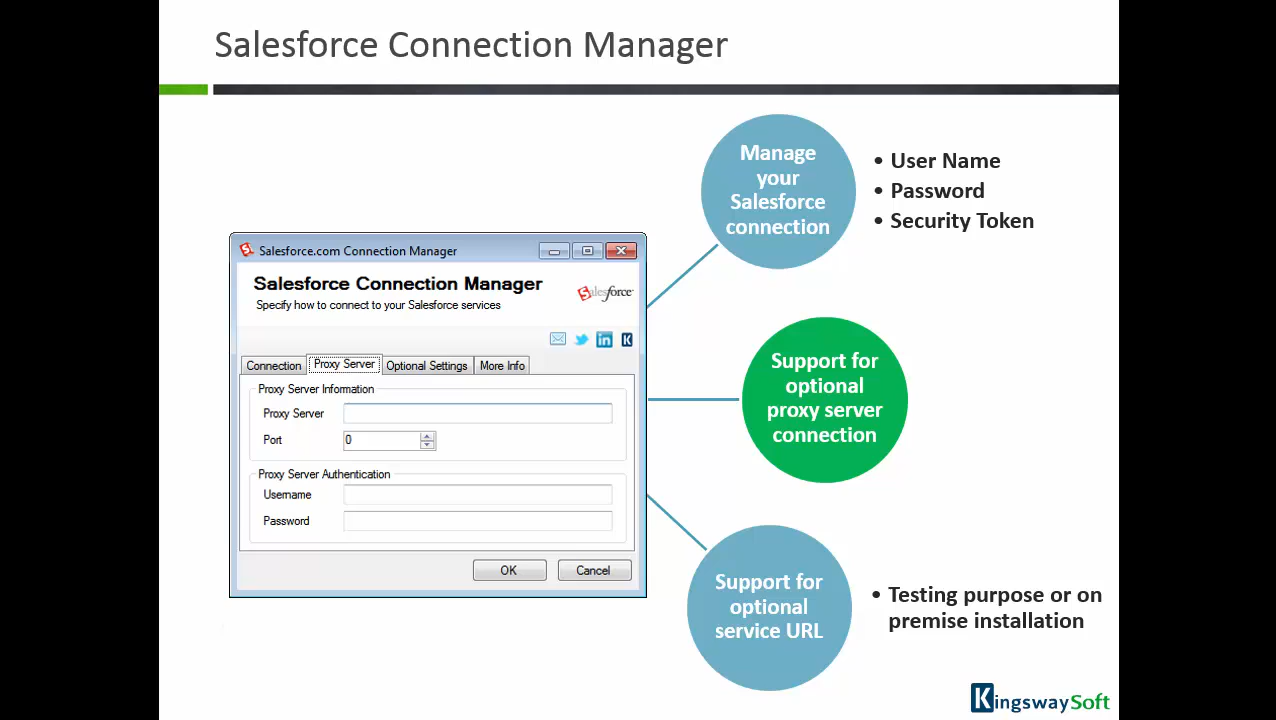 Salesforce Connection Manager
Manage
your
Salesforce
connection
• User Name
• Password
• Security Token
Salesforce.com Connection Manager
Salesforce Connection Manager
Specify how to connect to your Salesforce services
Salesforce
in
K
Connection
Proxy Server
Optional Settings
More Info
Proxy Server Information
Proxy Server
Port
0
Proxy Server Authentication
Username
Password
OK
Cancel
Support for
optional
proxy server
connection
Support for
optional
service URL
• Testing purpose or on
premise installation
KingswaySoft